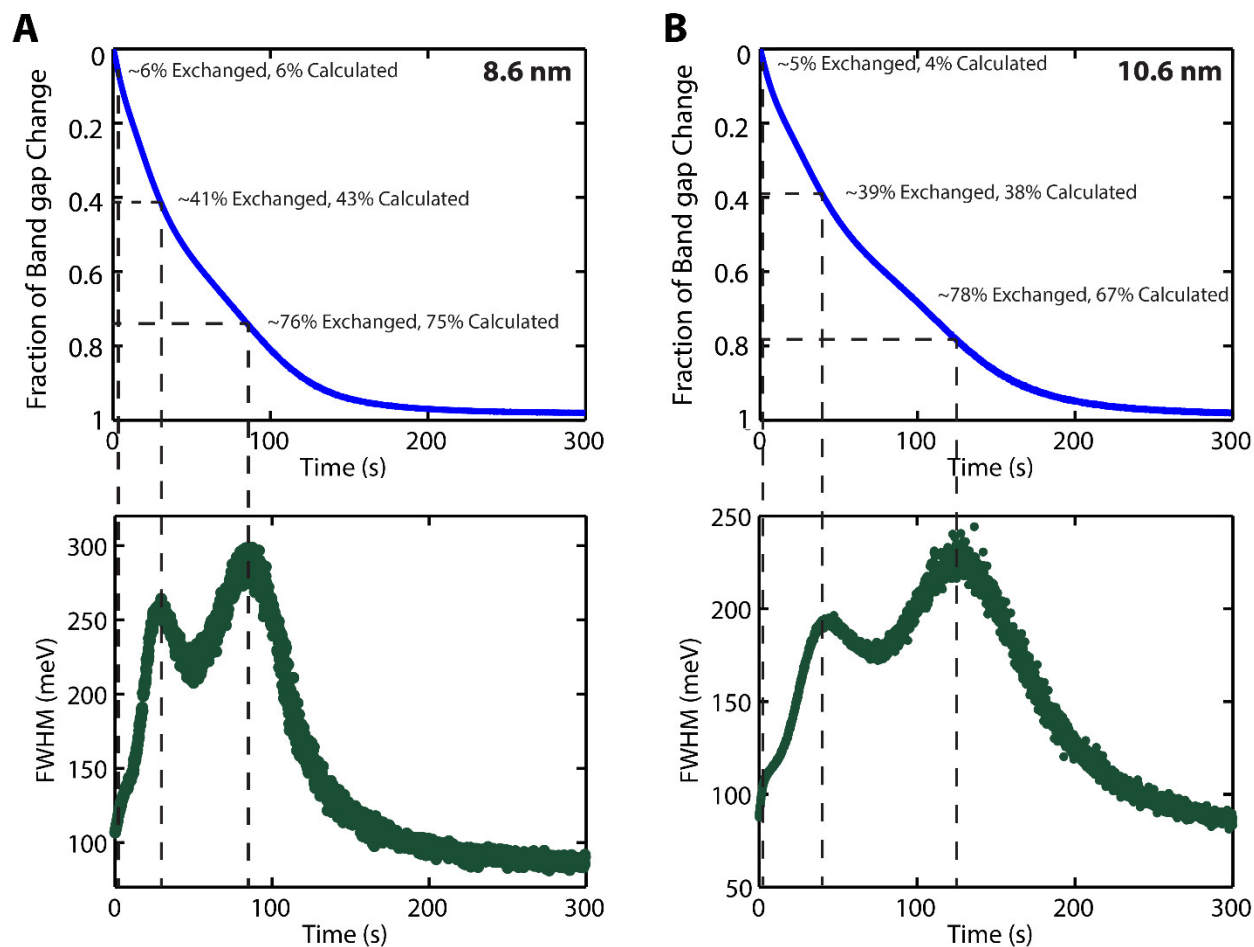 A
B
0
0.2
0.4
0.6
0.8
1
Fraction of Band gap Change
~6% Exchanged, 6% Calculated
8.6 nm
~41% Exchanged, 43% Calculated
~76% Exchanged, 75% Calculated
0
100
200
300
Time (s)
0
0.2
0.4
0.6
0.8
1
Fraction of Band gap Change
~5% Exchanged, 4% Calculated
10.6 nm
~39% Exchanged, 38% Calculated
~78% Exchanged, 67% Calculated
0
100
200
300
Time (s)
300
250
200
150
100
FWHM (meV)
0
100
200
300
Time (s)
250
200
150
100
50
FWHM (meV)
0
100
200
300
Time (s)